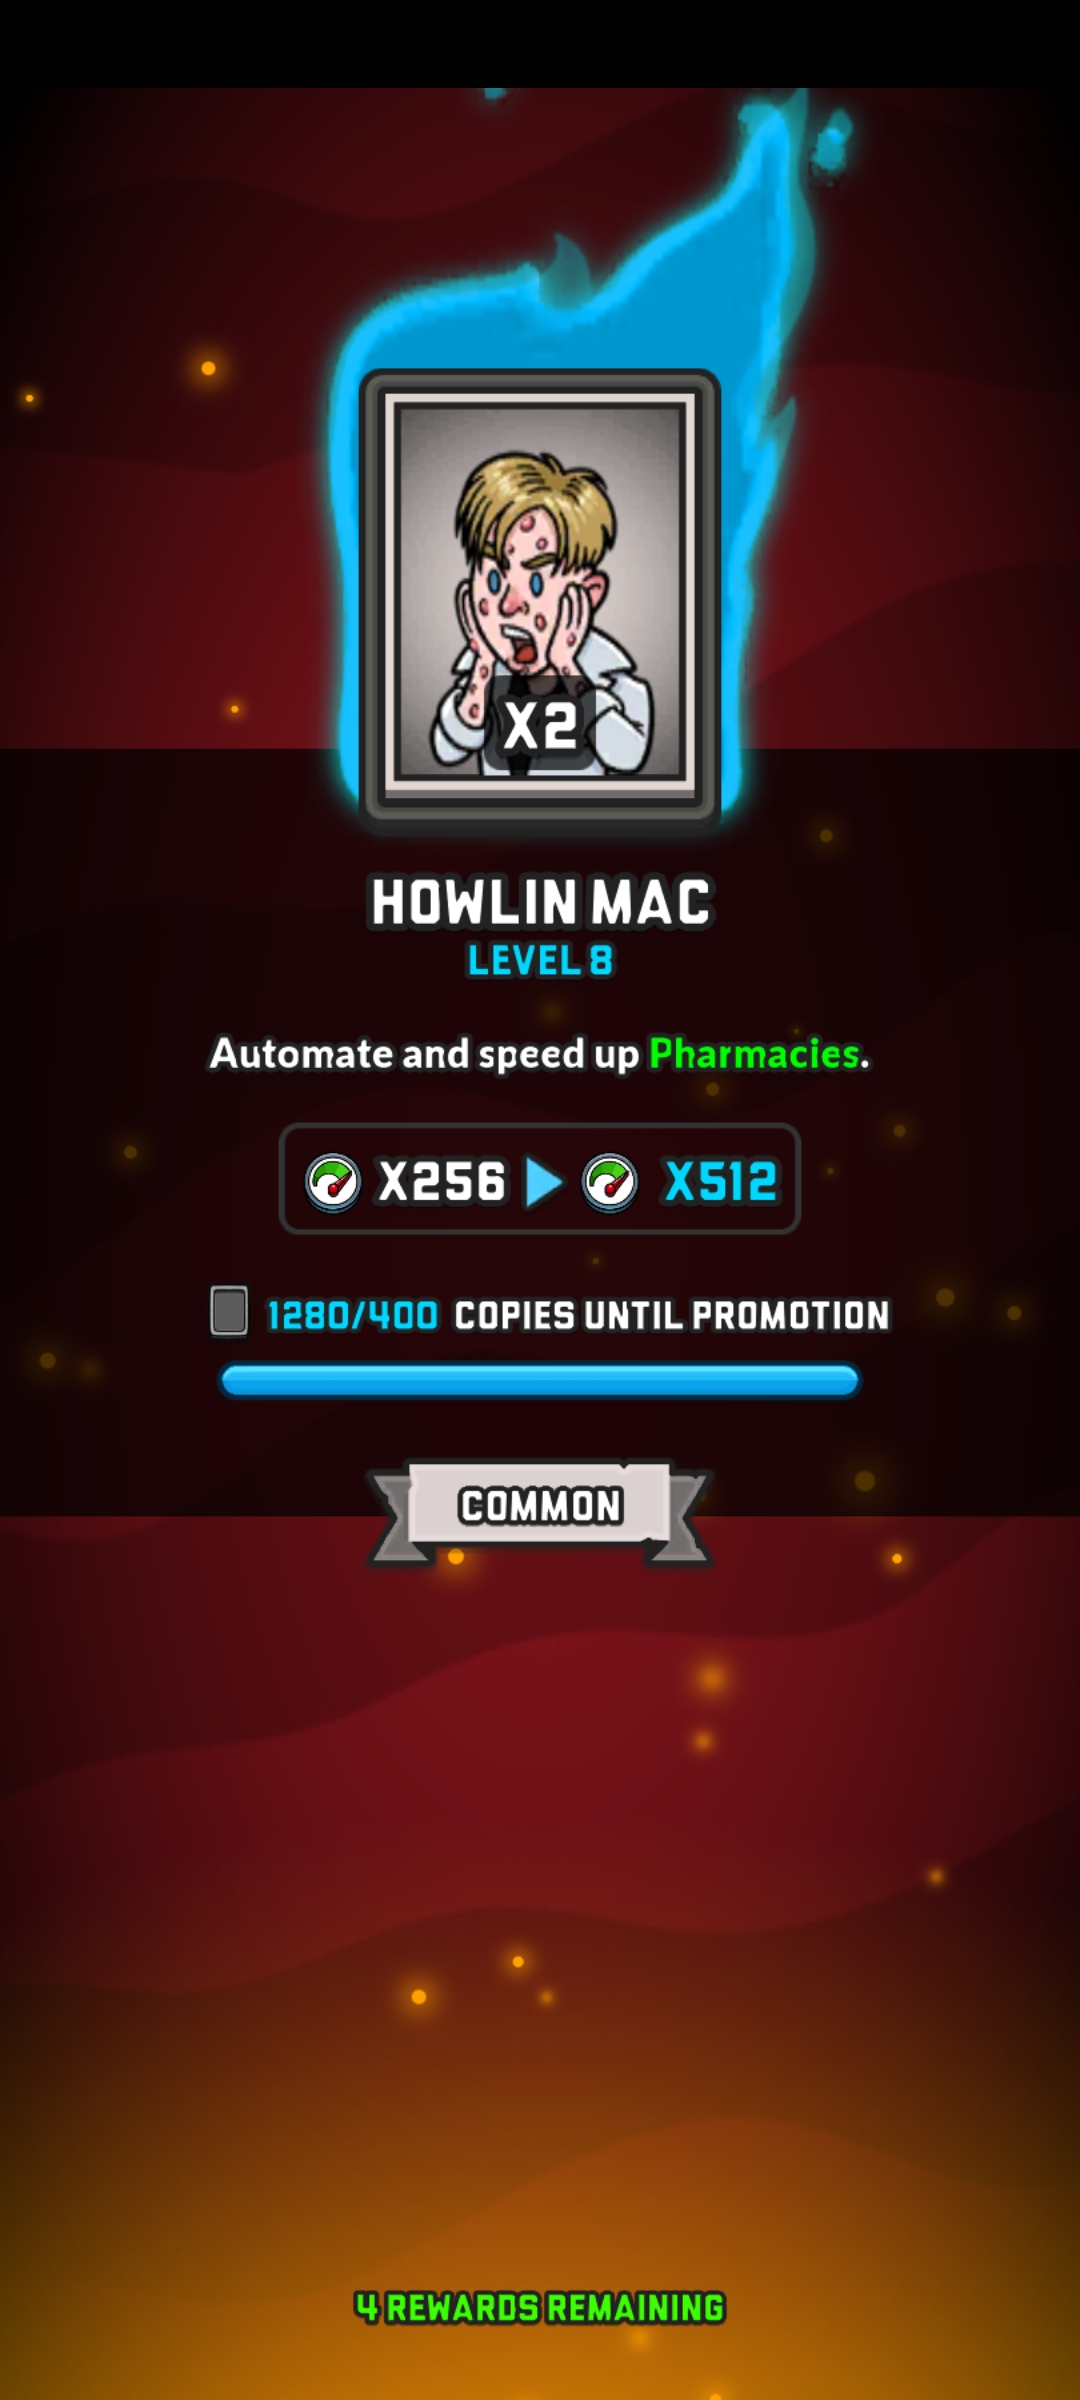 X2
HOWLIN MAC
LEVEL 8
Automate and speed up Pharmacies.
X256 X512
1280/400 COPIES UNTIL PROMOTION
COMMON
4 REWARDS REMAINING